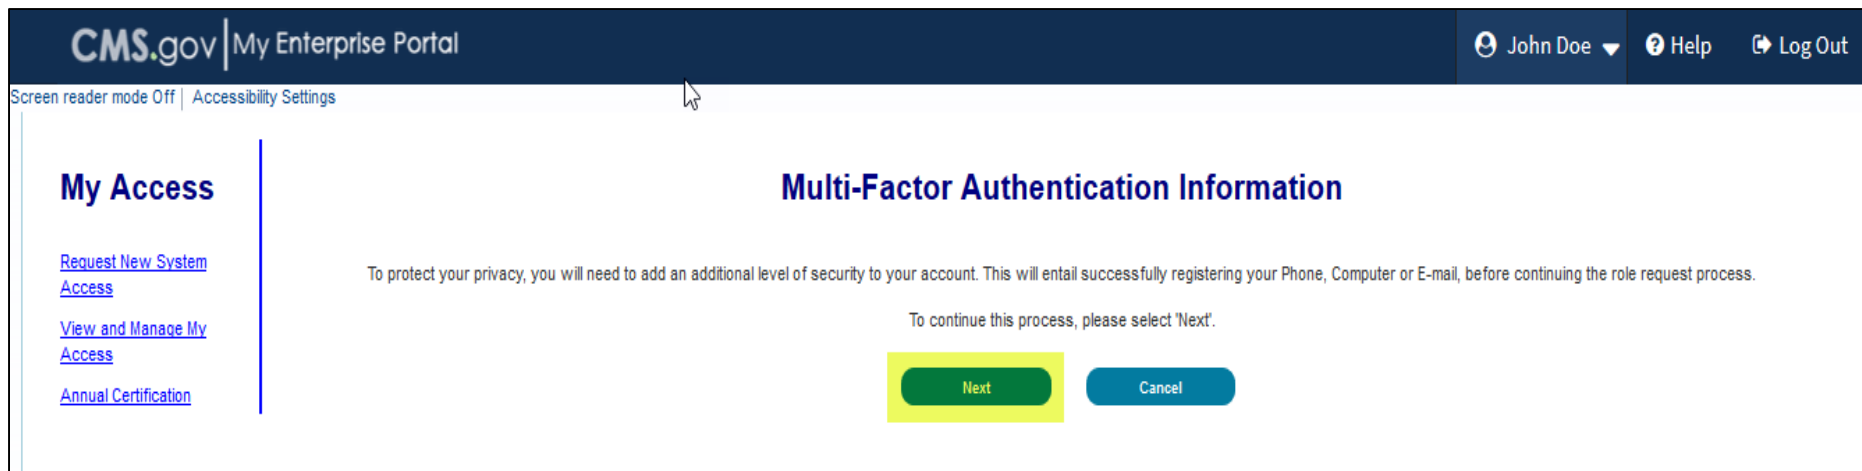 CMS.gov My Enterprise Portal
John Doe
Help
Log Out
Screen reader mode Off | Accessibility Settings
My Access
Request New System
Access
View and Manage My
Access
Annual Certification
Multi-Factor Authentication Information
To protect your privacy, you will need to add an additional level of security to your account. This will entail successfully registering your Phone, Computer or E-mail, before continuing the role request process.
To continue this process, please select 'Next'.
Next
Cancel